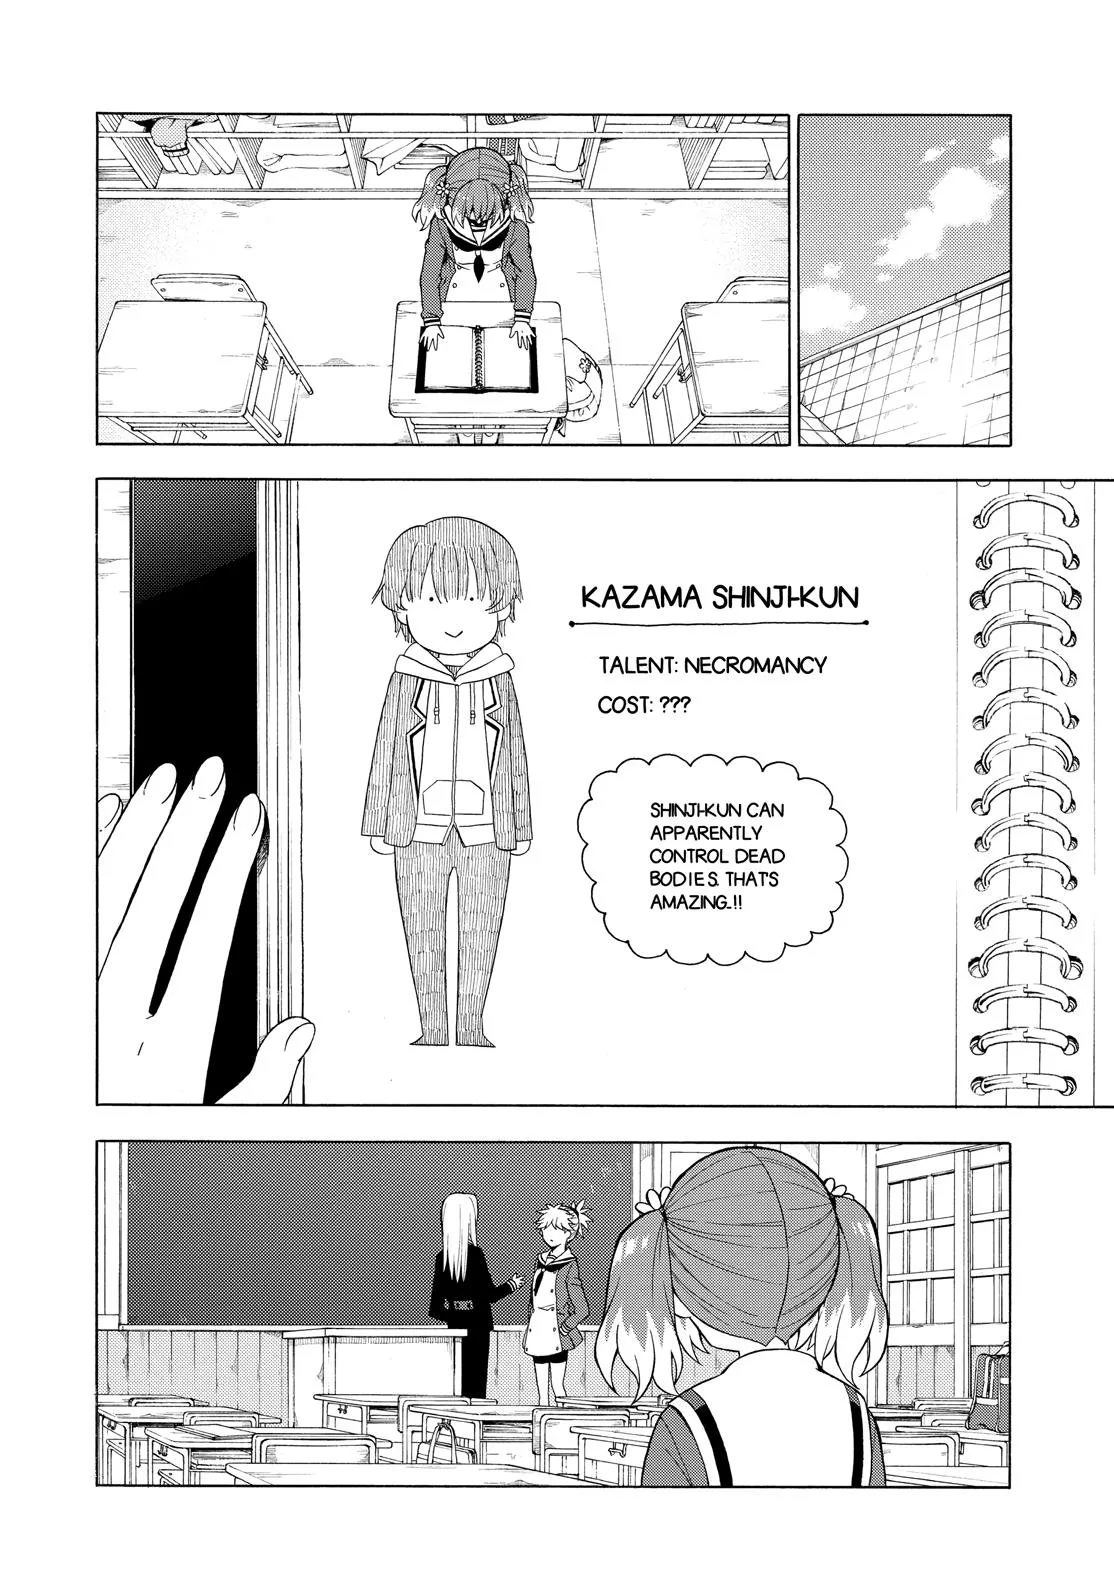 KAZAMA SHINJI-KUN
TALENT: NECROMANCY
COST: ???
SHINJI-KUN CAN
APPARENTLY
CONTROL DEAD
BODIES. THAT'S
AMAZING..!!